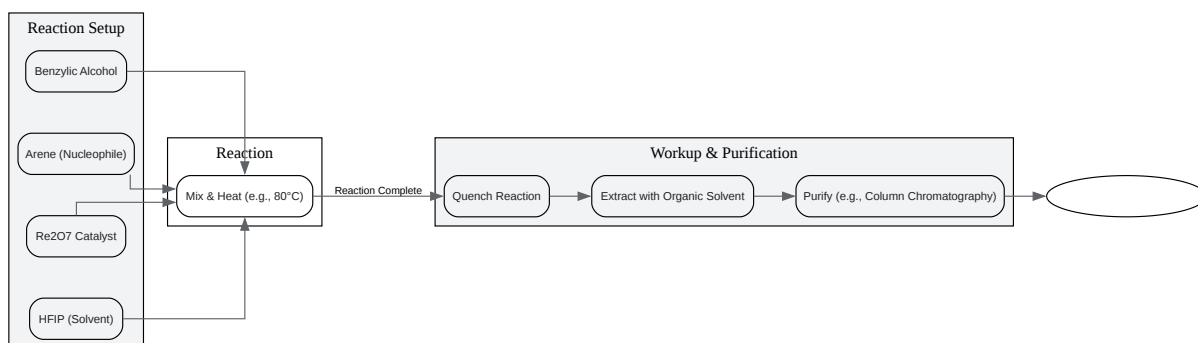 Reaction Setup
Benzylic Alcohol
Arene (Nucleophile)
Re2O7 Catalyst
HFIP (Solvent)
Reaction
Mix & Heat (e.g., 80°C)
Reaction Complete
Workup & Purification
Quench Reaction
Extract with Organic Solvent
Purify (e.g., Column Chromatography)